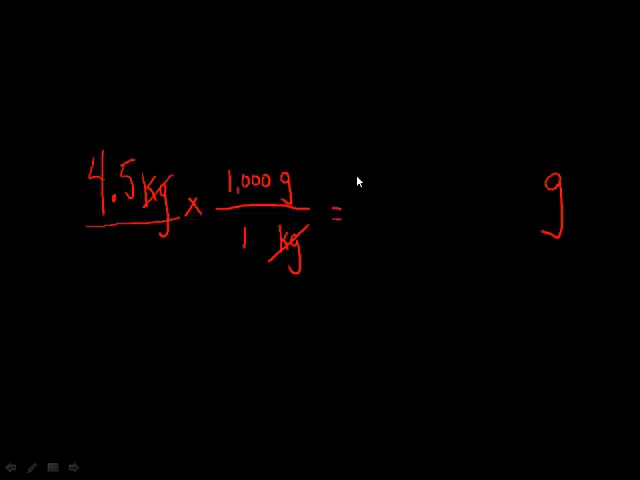 4.5 kg x 1,000 g = g
1 kg